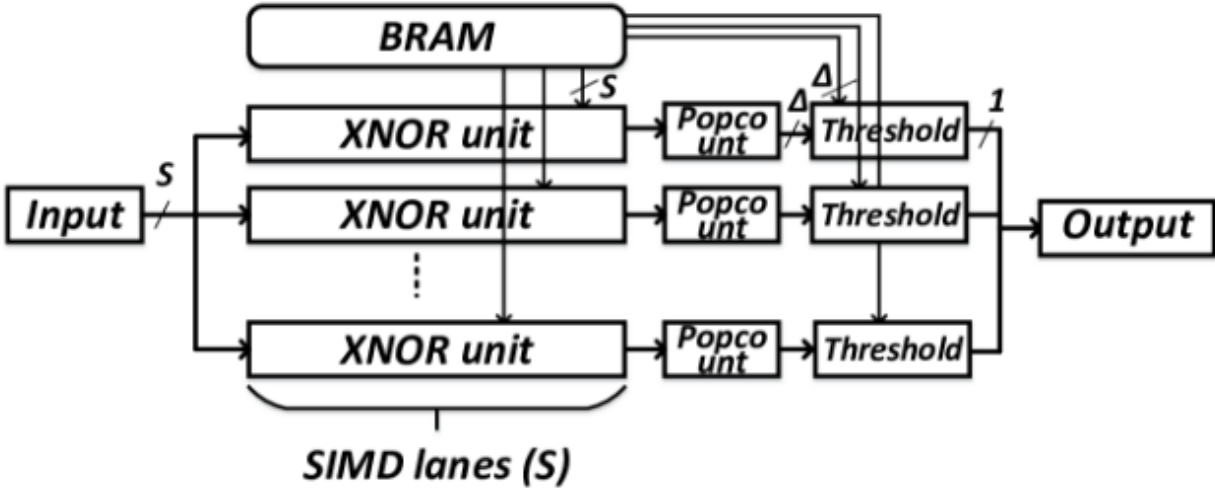 BRAM
S
Δ
Δ
1
XNOR unit
Popco
unt
Threshold
S
Input
XNOR unit
Popco
unt
Threshold
Output
XNOR unit
Popco
unt
Threshold
SIMD lanes (S)